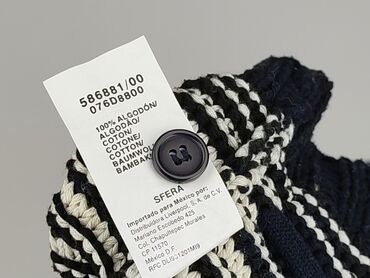 586881/00
076D8800
100% ALGODÓN/
ALGODÃO/
COTON/
COTONE/
COTTON/
BAUMWOL
BAMBAK
SFERA
Importado para México por:
Distribuidora Liverpool, S.A. de C.V.
Mariano Escobedo 425
Col. Chapultepec Morales
CP 11570
México D.F.